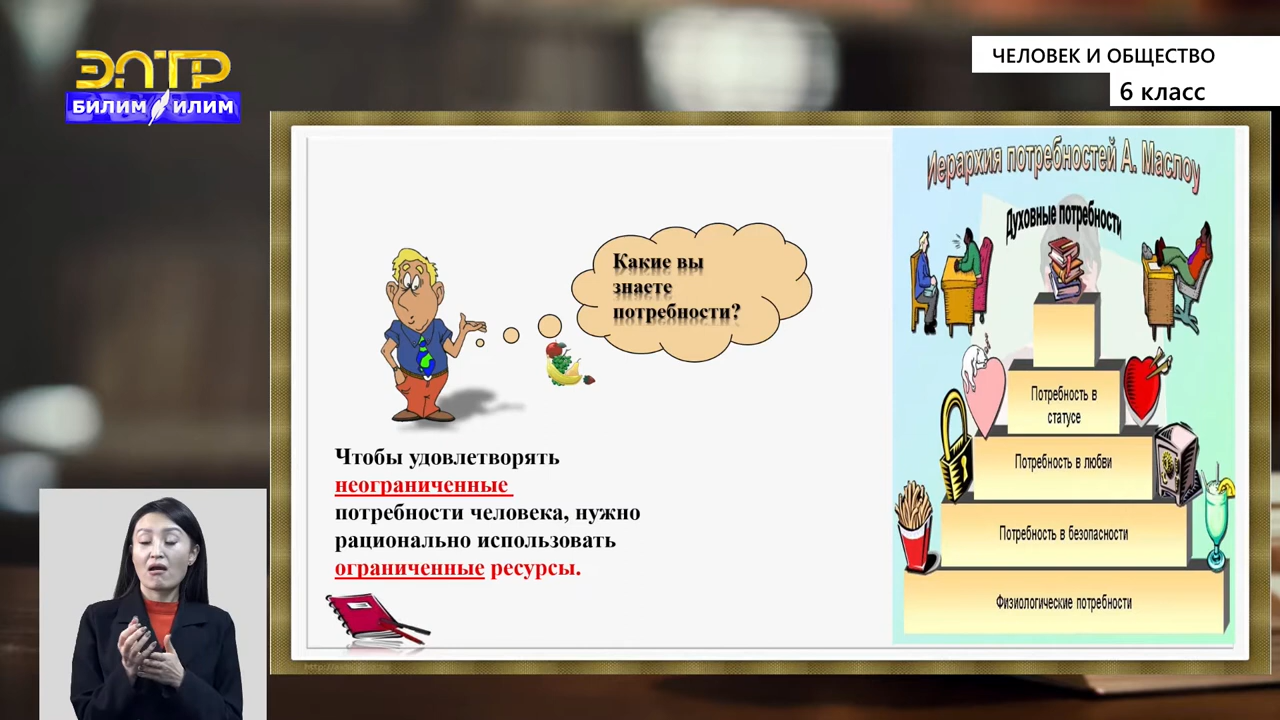 ЭЛТР
БИЛИМ ИЛИМ
ЧЕЛОВЕК И ОБЩЕСТВО
6 класс
Какие вы
знаете
потребности?
Чтобы удовлетворять
неограниченные
потребности человека, нужно
рационально использовать
ограниченные ресурсы.
Иерархия потребностей А. Маслоу
Духовные потребности
Потребность в
статусе
Потребность в любви
Потребность в безопасности
Физиологические потребности